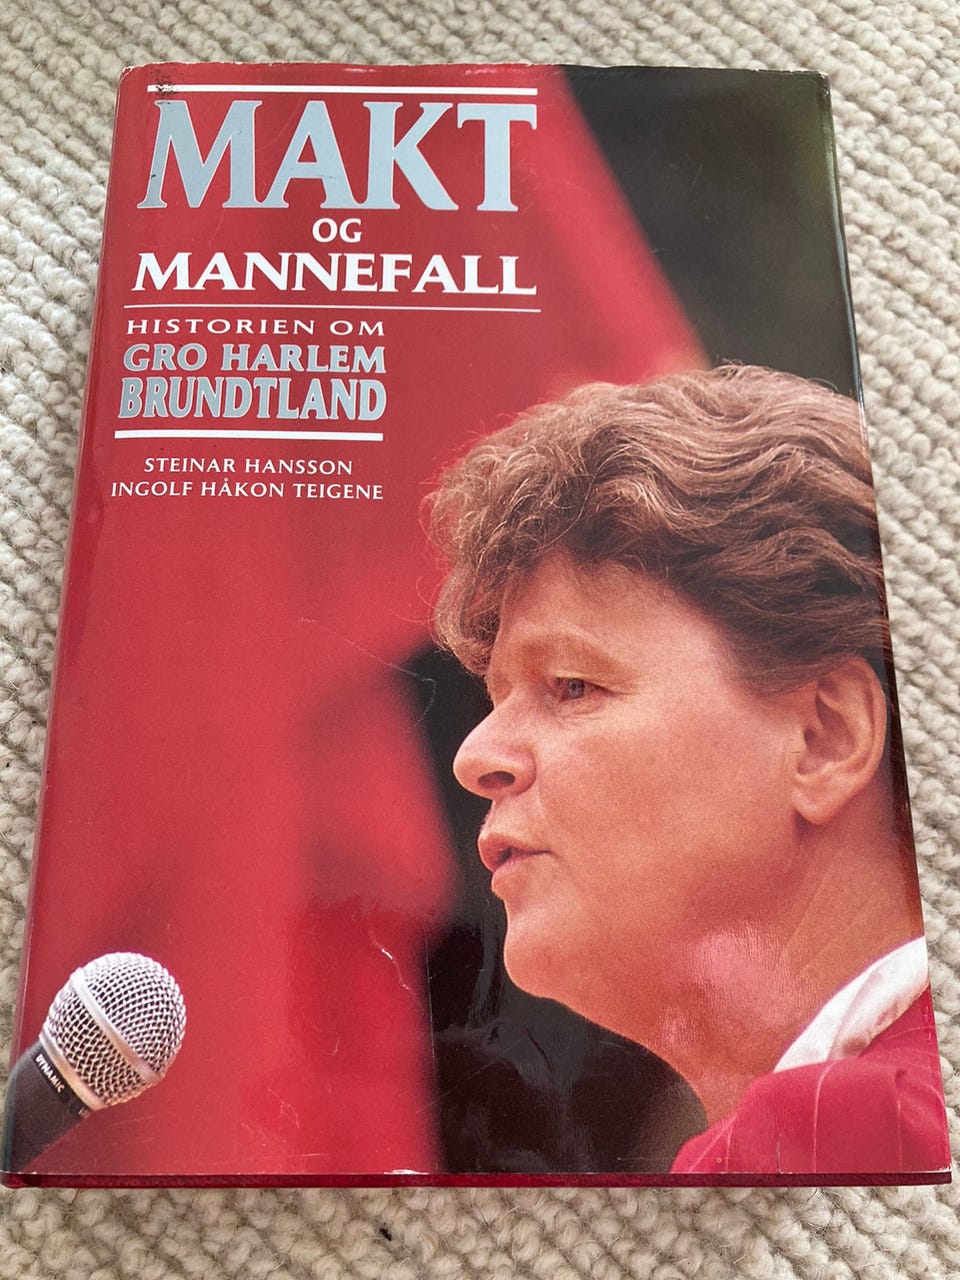 MAKT
OG
MANNEFALL
HISTORIEN OM
GRO HARLEM
BRUNDTLAND
STEINAR HANSSON
INGOLF HÅKON TEIGENE
DYNAMIC